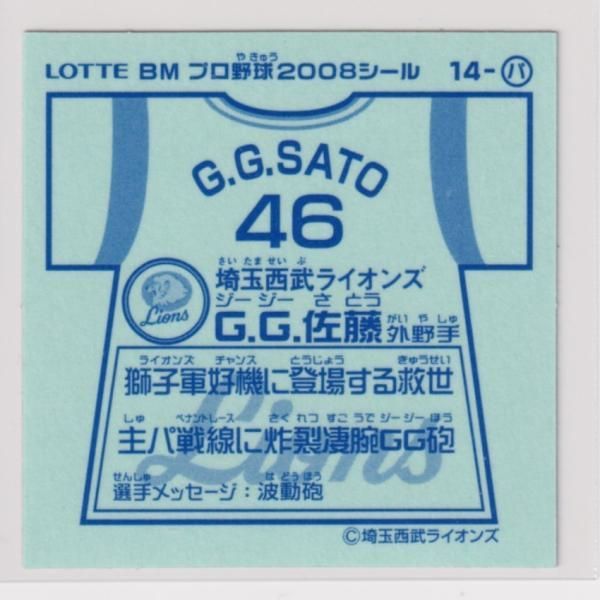 やきゅう
LOTTE BM プロ野球2008シール 14-パ
G.G.SATO
46
さいたませいぶ
埼玉西武ライオンズ
Lions
ジージー さとう がいやしゅ
G.G.佐藤 外野手
ライオンズ チャンス とうじょう きゅうせい
獅子軍好機に登場する救世
しゅ ペナントレース さくれつ すごうで ジージー ほう
主パ戦線に炸裂凄腕GG砲
Lions
せんしゅ はどうほう
選手メッセージ:波動砲
©埼玉西武ライオンズ